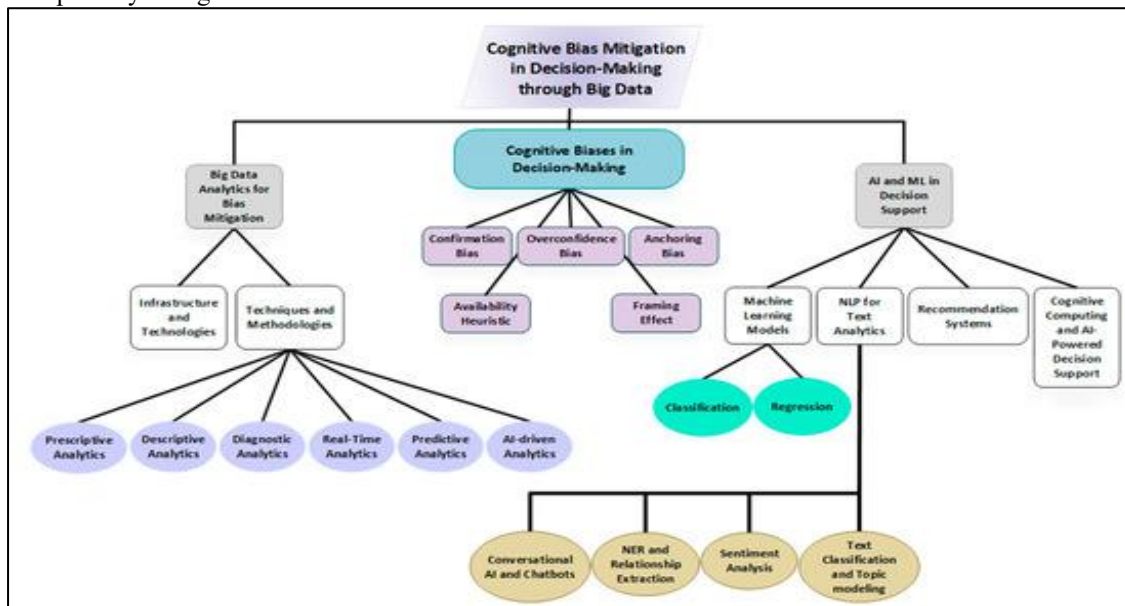 Cognitive Bias Mitigation
in Decision-Making
through Big Data
Cognitive Biases in
Decision-Making
Big Data
Analytics for
Bias
Mitigation
AI and ML in
Decision
Support
Confirmation
Bias
Overconfidence
Bias
Anchoring
Bias
Availability
Heuristic
Framing
Effect
Infrastructure
and
Technologies
Techniques and
Methodologies
Machine
Learning
Models
NLP for
Text
Analytics
Recommendation
Systems
Cognitive
Computing
and AI-
Powered
Decision
Support
Classification
Regression
Prescriptive
Analytics
Descriptive
Analytics
Diagnostic
Analytics
Real-Time
Analytics
Predictive
Analytics
AI-driven
Analytics
Conversational
AI and Chatbots
NER and
Relationship
Extraction
Sentiment
Analysis
Text
Classification
and Topic
modeling